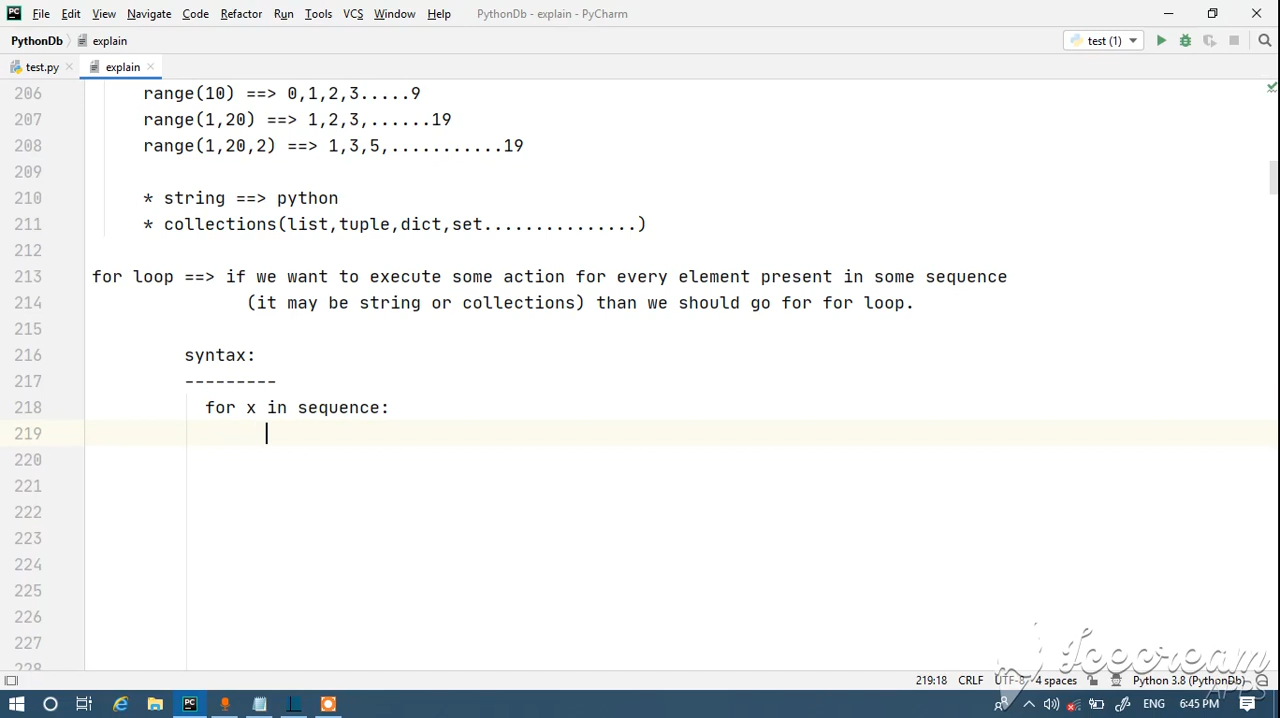 PC File Edit View Navigate Code Refactor Run Tools VCS Window Help PythonDb - explain - PyCharm
PythonDb explain test (1)
test.py explain
206 range(10) ==> 0,1,2,3.....9
207 range(1,20) ==> 1,2,3,......19
208 range(1,20,2) ==> 1,3,5,...........19
209
210 * string ==> python
211 * collections(list,tuple,dict,set...............)
212
213 for loop ==> if we want to execute some action for every element present in some sequence
214 (it may be string or collections) than we should go for for loop.
215
216 syntax:
217 ---------
218 for x in sequence:
219
220
221
222
223
224
225
226
227
228
Icecream
APPS
219:18 CRLF UTF-8 4 spaces Python 3.8 (PythonDb)
PC ENG 6:45 PM